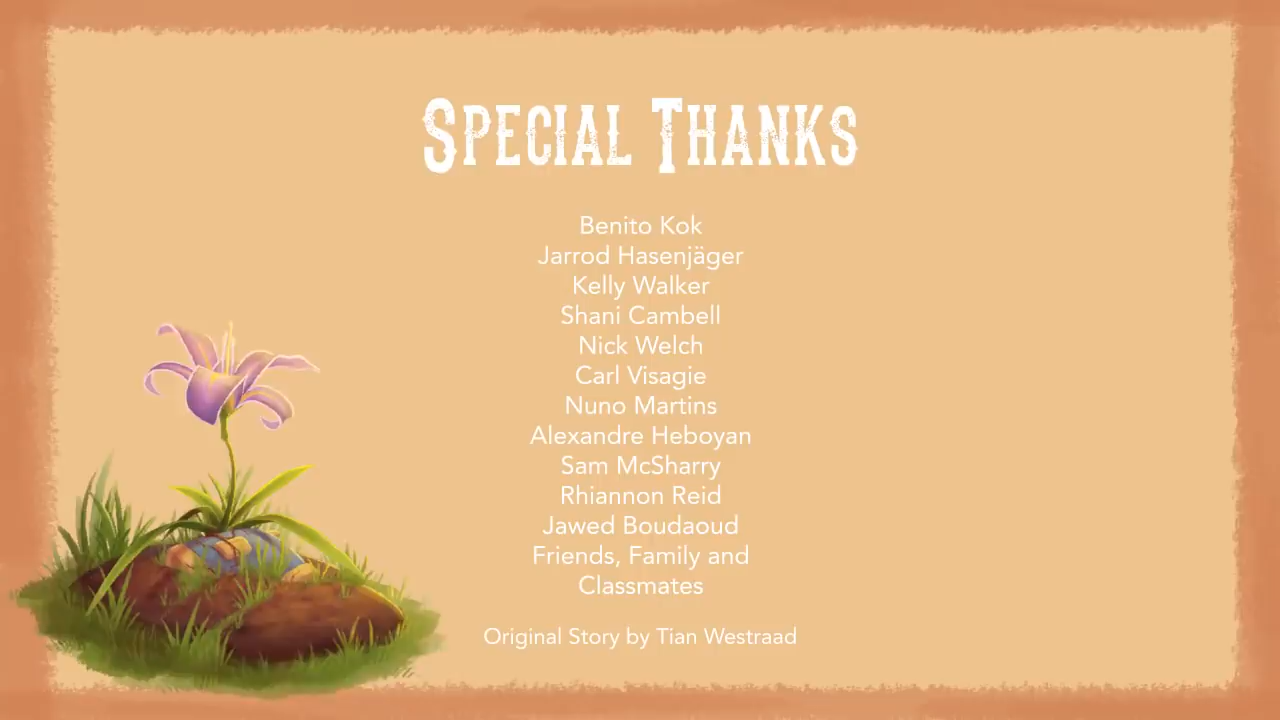 Special Thanks
Benito Kok
Jarrod Hasenjäger
Kelly Walker
Shani Cambell
Nick Welch
Carl Visagie
Nuno Martins
Alexandre Heboyan
Sam McSharry
Rhiannon Reid
Jawed Boudaoud
Friends, Family and
Classmates
Original Story by Tian Westraad